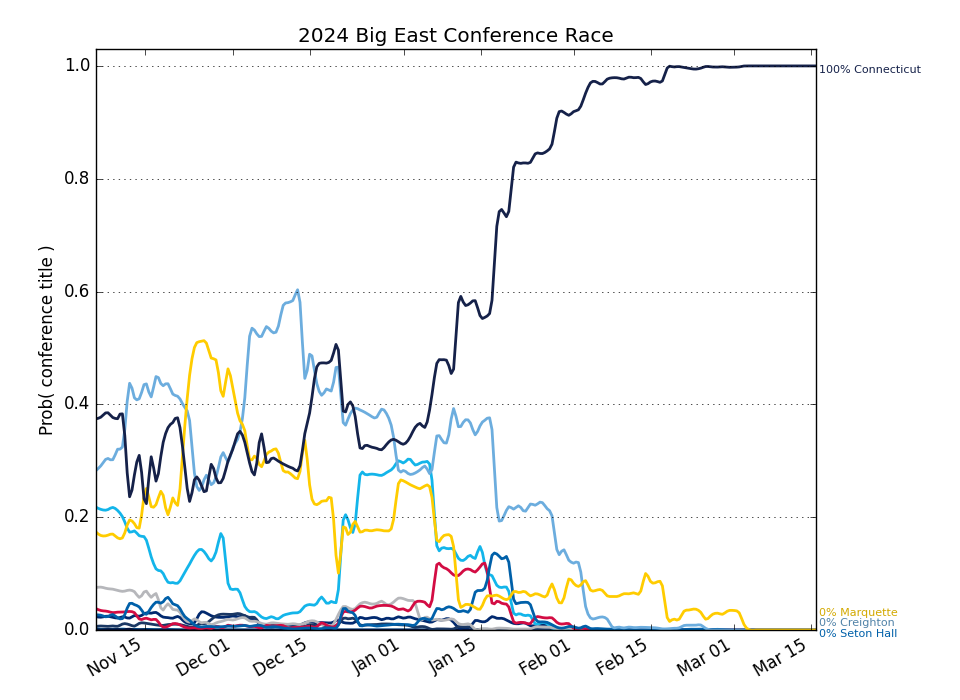 2024 Big East Conference Race
Prob( conference title )
1.0
0.8
0.6
0.4
0.2
0.0
Nov 15
Dec 01
Dec 15
Jan 01
Jan 15
Feb 01
Feb 15
Mar 01
Mar 15
100% Connecticut
0% Marquette
0% Creighton
0% Seton Hall